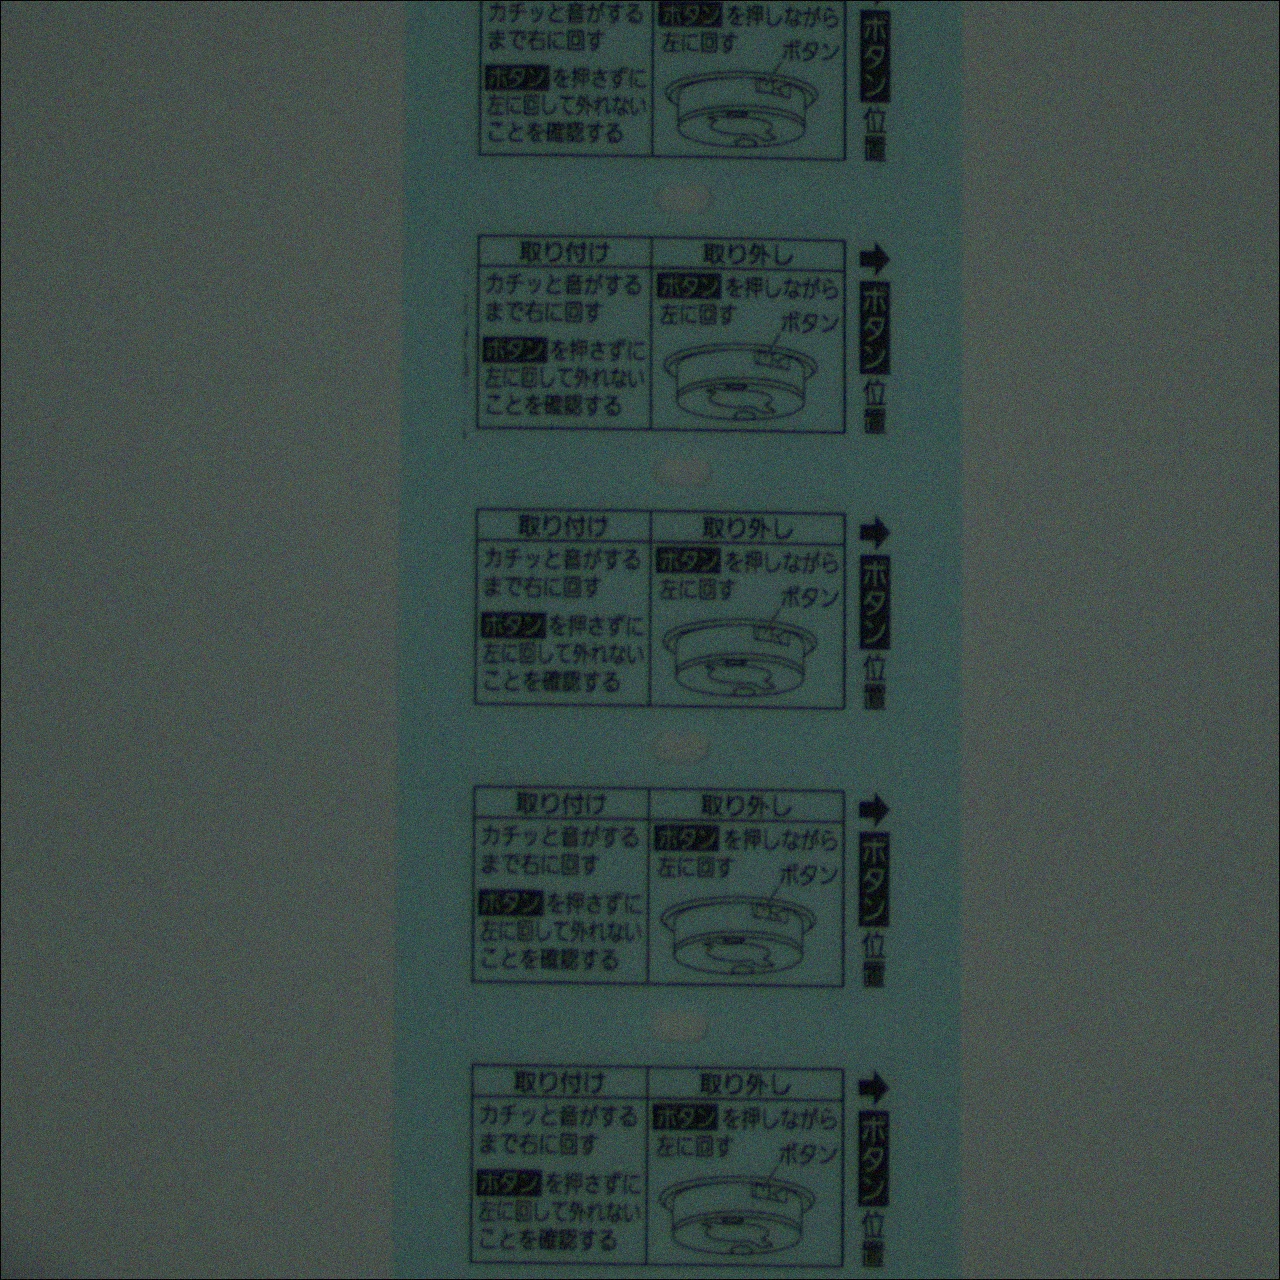 カチッと音がする
まで右に回す
ボタンを押さずに
左に回して外れない
ことを確認する
ボタンを押しながら
左に回す
ボタン
ボタン位置
取り付け
カチッと音がする
まで右に回す
ボタンを押さずに
左に回して外れない
ことを確認する
取り外し
ボタンを押しながら
左に回す
ボタン
➡ボタン位置
取り付け
カチッと音がする
まで右に回す
ボタンを押さずに
左に回して外れない
ことを確認する
取り外し
ボタンを押しながら
左に回す
ボタン
➡ボタン位置
取り付け
カチッと音がする
まで右に回す
ボタンを押さずに
左に回して外れない
ことを確認する
取り外し
ボタンを押しながら
左に回す
ボタン
➡ボタン位置
取り付け
カチッと音がする
まで右に回す
ボタンを押さずに
左に回して外れない
ことを確認する
取り外し
ボタンを押しながら
左に回す
ボタン
➡ボタン位置